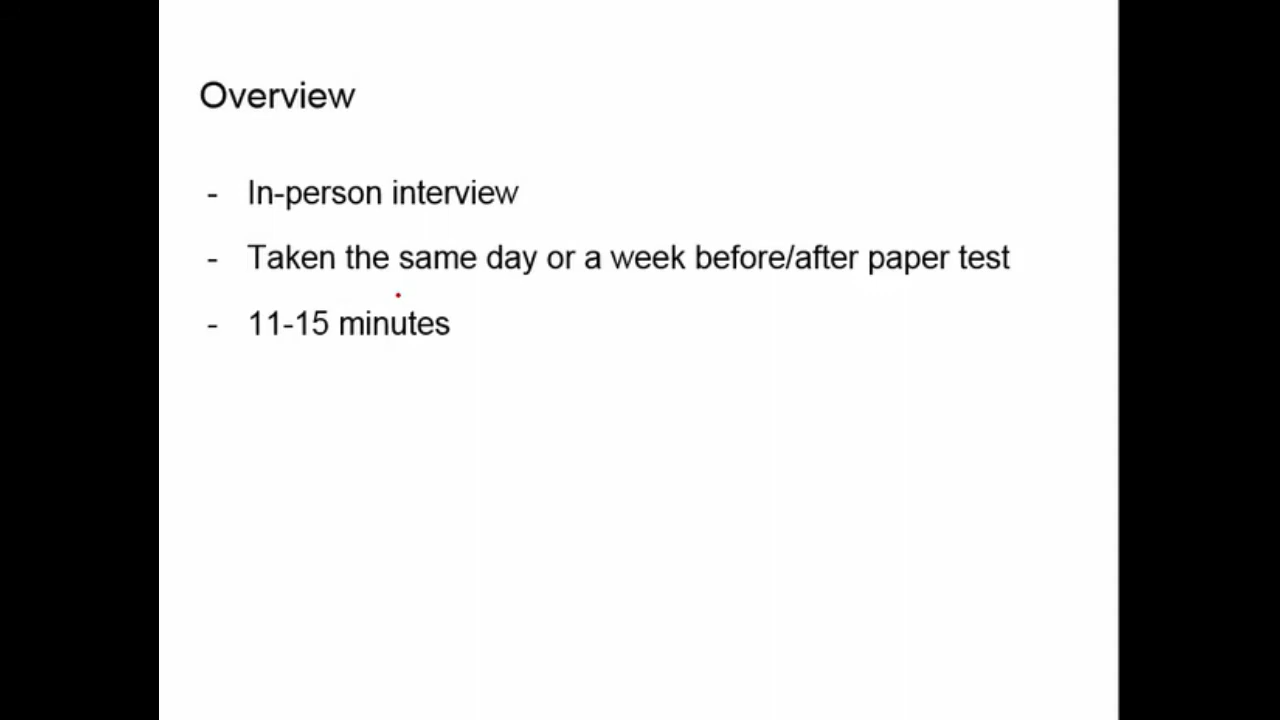 Overview
- In-person interview
- Taken the same day or a week before/after paper test
- 11-15 minutes